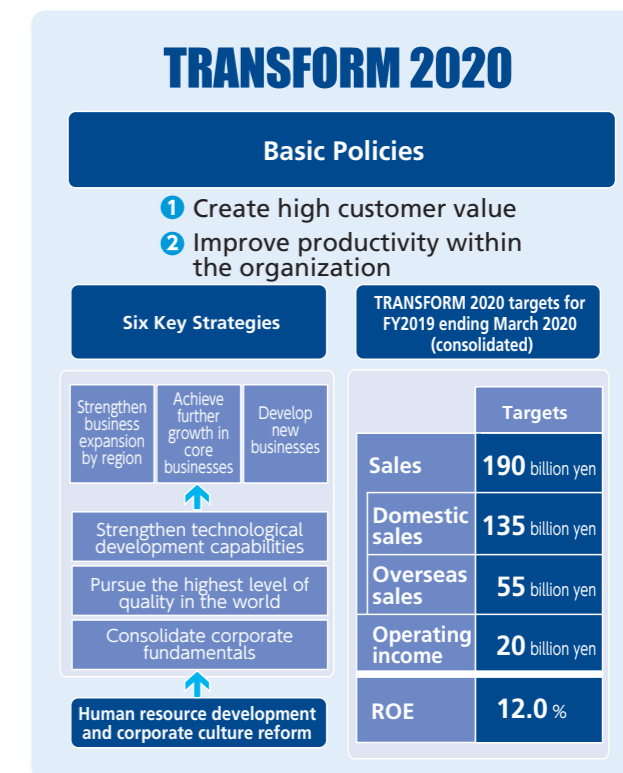 TRANSFORM 2020
Basic Policies
1 Create high customer value
2 Improve productivity within
the organization
Six Key Strategies
Strengthen
business
expansion
by region
Achieve
further
growth in
core
businesses
Develop
new
businesses
Strengthen technological
development capabilities
Pursue the highest level of
quality in the world
Consolidate corporate
fundamentals
Human resource development
and corporate culture reform
TRANSFORM 2020 targets for
FY2019 ending March 2020
(consolidated)
Targets
Sales 190 billion yen
Domestic
sales 135 billion yen
Overseas
sales 55 billion yen
Operating
income 20 billion yen
ROE 12.0 %